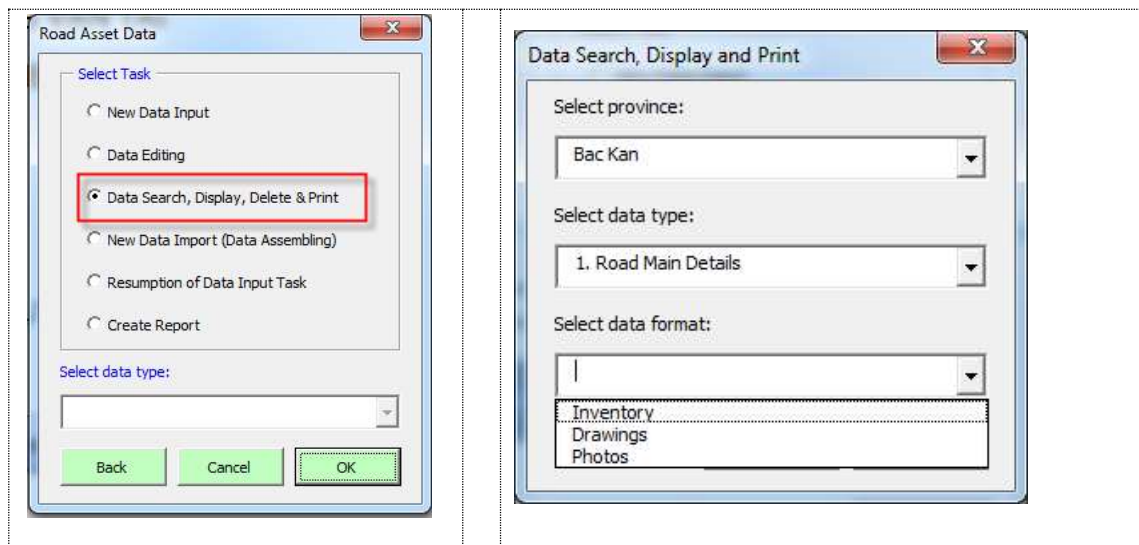 Road Asset Data
Select Task
New Data Input
Data Editing
Data Search, Display, Delete & Print
New Data Import (Data Assembling)
Resumption of Data Input Task
Create Report
Select data type:
Back Cancel OK
Data Search, Display and Print
Select province:
Bac Kan
Select data type:
1. Road Main Details
Select data format:
Inventory
Drawings
Photos